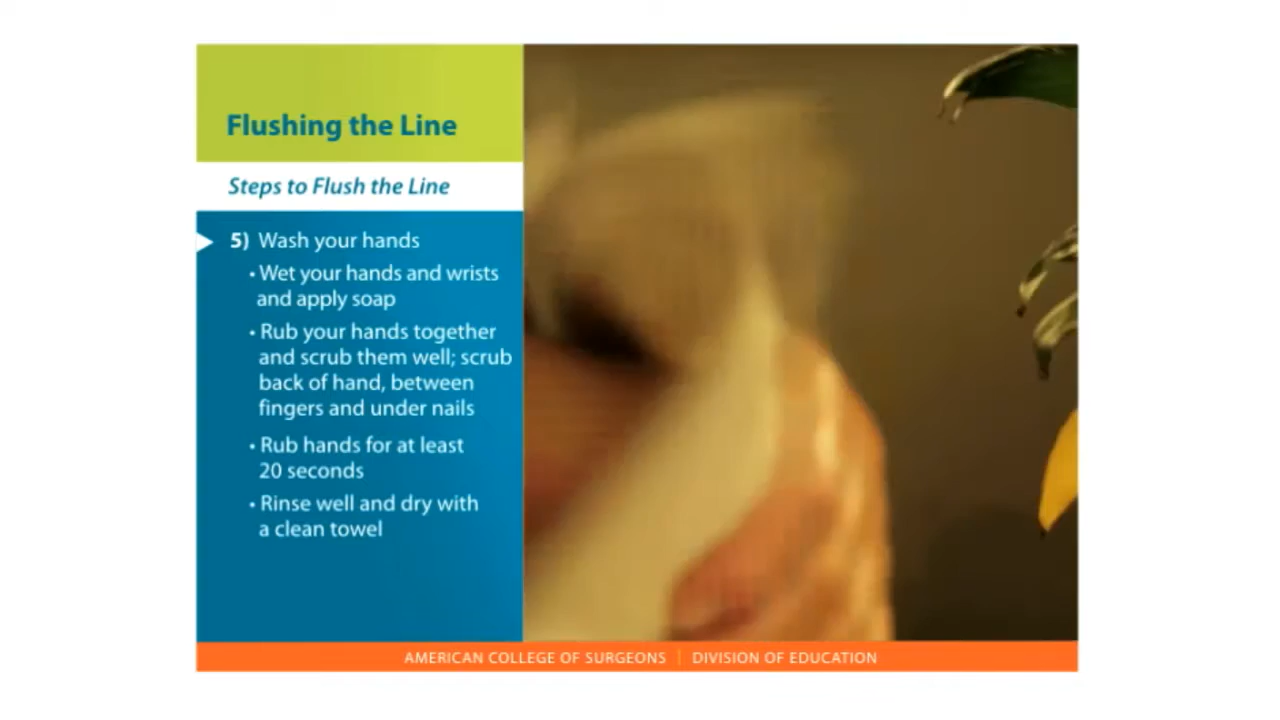 Flushing the Line
Steps to Flush the Line
5) Wash your hands
• Wet your hands and wrists
and apply soap
• Rub your hands together
and scrub them well; scrub
back of hand, between
fingers and under nails
• Rub hands for at least
20 seconds
• Rinse well and dry with
a clean towel
AMERICAN COLLEGE OF SURGEONS | DIVISION OF EDUCATION